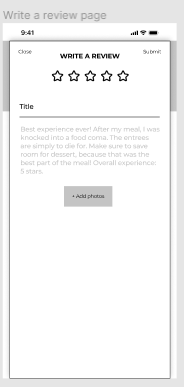 Write a review page
9:41
Close
WRITE A REVIEW
Submit
Title
Best experience ever! After my meal, I was
knocked into a food coma. The entrees
are simply to die for. Make sure to save
room for dessert, because that was the
best part of the meal! Overall experience:
5 stars.
+ Add photos